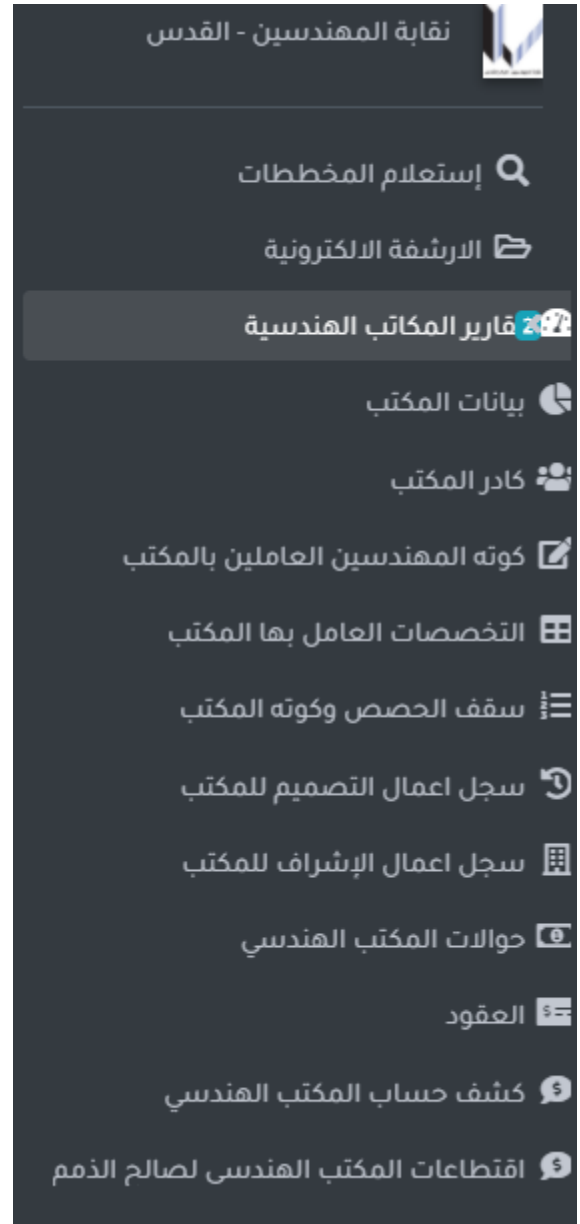 نقابة المهندسين - القدس
إستعلام المخططات
الارشفة الالكترونية
قارير المكاتب الهندسية 2
بيانات المكتب
كادر المكتب
كوته المهندسين العاملين بالمكتب
التخصصات العامل بها المكتب
سقف الحصص وكوته المكتب
سجل اعمال التصميم للمكتب
سجل اعمال الإشراف للمكتب
حوالات المكتب الهندسي
العقود
كشف حساب المكتب الهندسي
اقتطاعات المكتب الهندسي لصالح الذمم